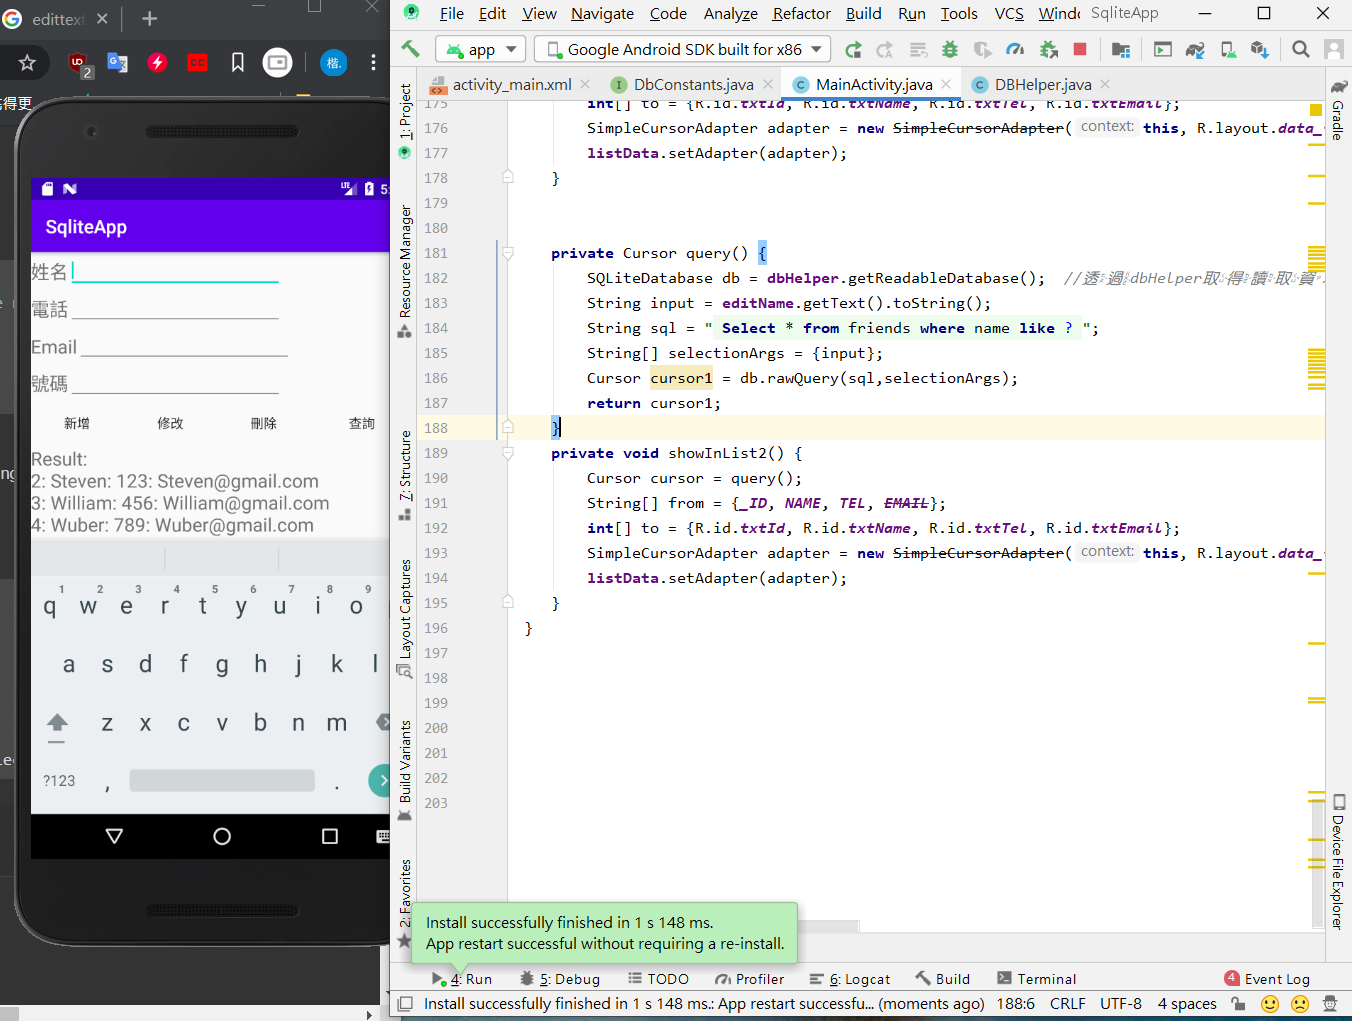 edittex
File Edit View Navigate Code Analyze Refactor Build Run Tools VCS SqliteApp
app Google Android SDK built for x86
activity_main.xml DbConstants.java MainActivity.java DBHelper.java
得更
175 int[] to = {R.id.txtId, R.id.txtName, R.id.txtTel, R.id.txtEmail};
176 SimpleCursorAdapter adapter = new SimpleCursorAdapter( context: this, R.layout.data_
177 listData.setAdapter(adapter);
178 }
179
180
181 private Cursor query() {
182 SQLiteDatabase db = dbHelper.getReadableDatabase(); //透過dbHelper取得讀取資
183 String input = editName.getText().toString();
184 String sql = " Select * from friends where name like ? ";
185 String[] selectionArgs = {input};
186 Cursor cursor1 = db.rawQuery(sql,selectionArgs);
187 return cursor1;
188 }
189 private void showInList2() {
190 Cursor cursor = query();
191 String[] from = {_ID, NAME, TEL, EMAIL};
192 int[] to = {R.id.txtId, R.id.txtName, R.id.txtTel, R.id.txtEmail};
193 SimpleCursorAdapter adapter = new SimpleCursorAdapter( context: this, R.layout.data_
194 listData.setAdapter(adapter);
195 }
196 }
197
198
199
200
201
202
203
1: Project
Resource Manager
7: Structure
Layout Captures
Build Variants
2: Favorites
Gradle
Device File Explorer
UD 2
CC
楷.
LTE 5:
SqliteApp
姓名
電話
Email
號碼
新增 修改 刪除 查詢
Result:
2: Steven: 123: Steven@gmail.com
3: William: 456: William@gmail.com
4: Wuber: 789: Wuber@gmail.com
1 2 3 4 5 6 7 8 9
q w e r t y u i o
a s d f g h j k l
z x c v b n m
?123 , .
Install successfully finished in 1 s 148 ms.
App restart successful without requiring a re-install.
4: Run 5: Debug TODO Profiler 6: Logcat Build Terminal 4 Event Log
Install successfully finished in 1 s 148 ms.: App restart successfu... (moments ago) 188:6 CRLF UTF-8 4 spaces